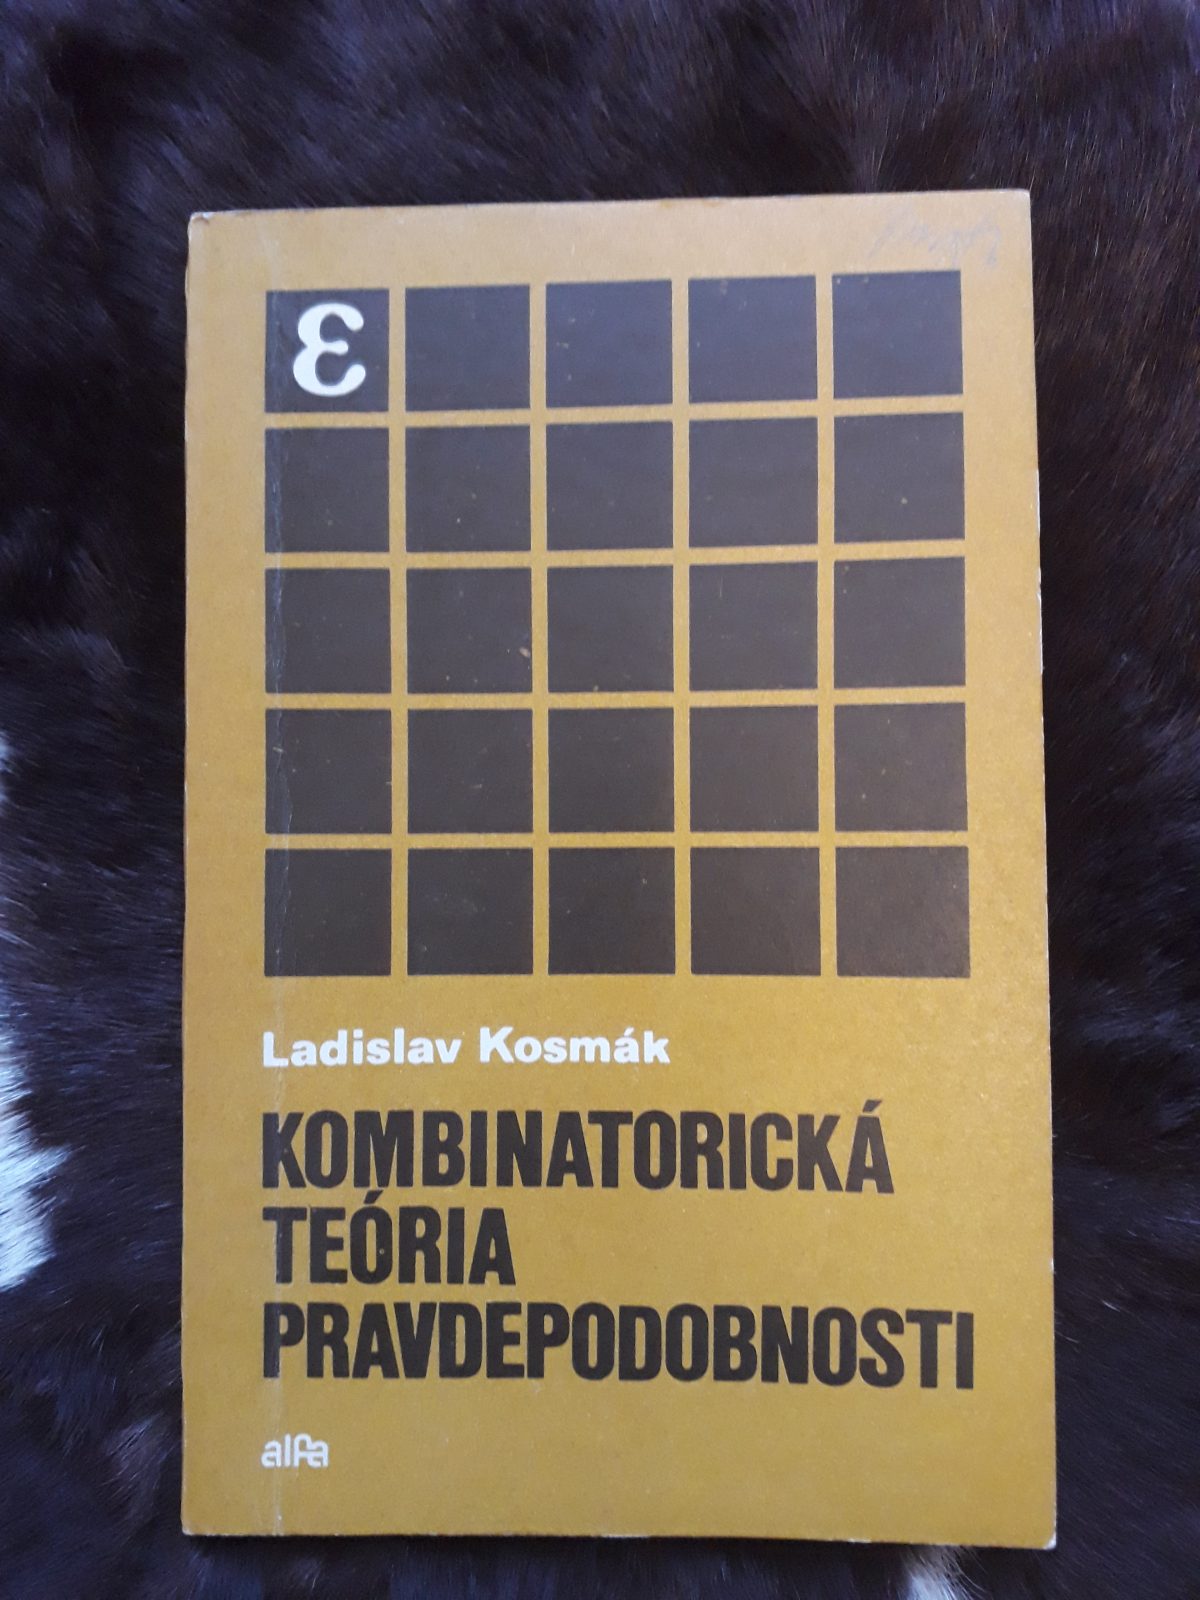 ε
Ladislav Kosmák
KOMBINATORICKÁ
TEÓRIA
PRAVDEPODOBNOSTI
alfa